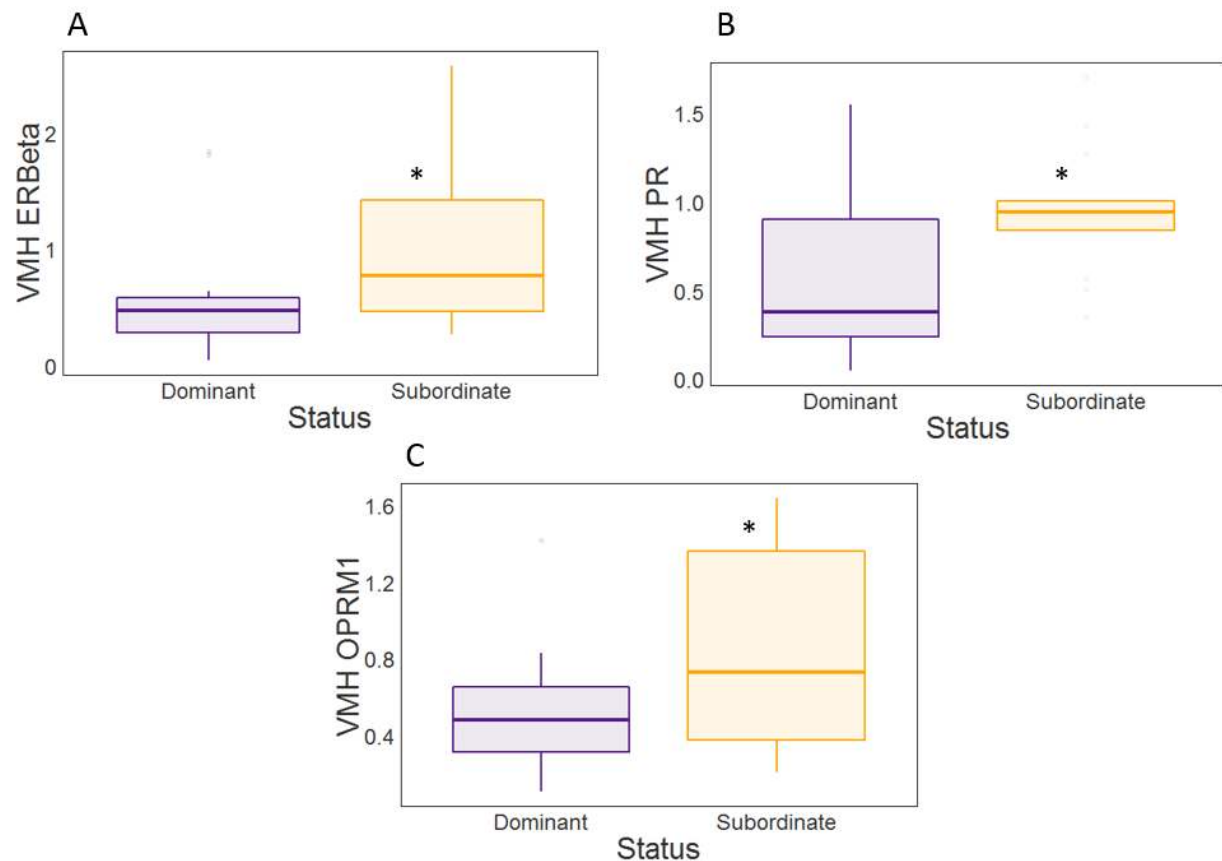 A
VMH ERBeta
2
1
0
*
Dominant Subordinate
Status
B
VMH PR
1.5
1.0
0.5
0.0
*
Dominant Subordinate
Status
C
VMH OPRM1
1.6
1.2
0.8
0.4
*
Dominant Subordinate
Status